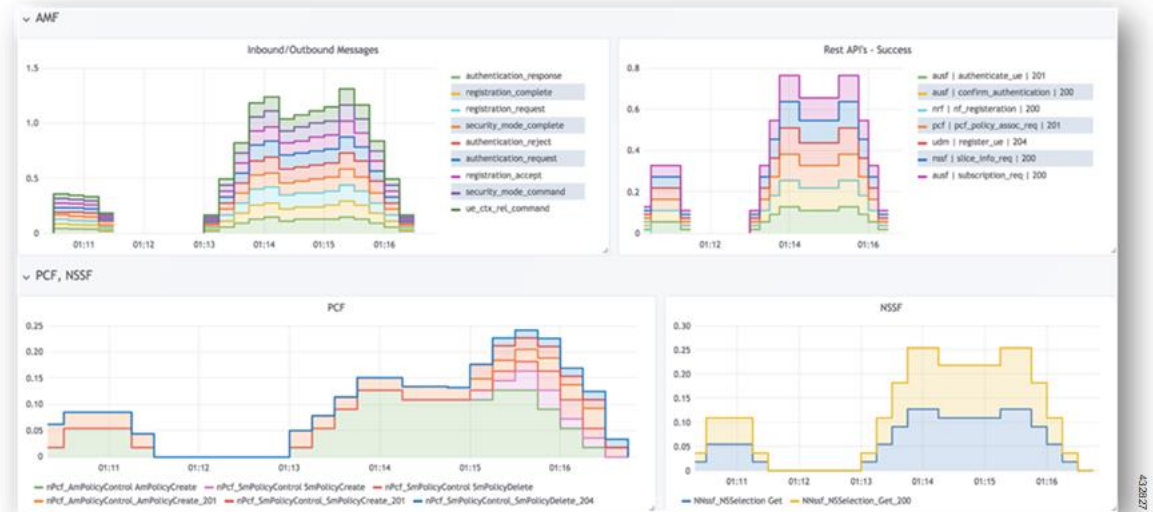 AMF
Inbound/Outbound Messages
1.5
1.0
0.5
0
01:11 01:12 01:13 01:14 01:15 01:16
authentication_response
registration_complete
registration_request
security_mode_complete
authentication_reject
authentication_request
registration_accept
security_mode_command
ue_ctx_rel_command
Rest API's - Success
0.8
0.6
0.4
0.2
0
01:12 01:14 01:16
ausf | authenticate_ue | 201
ausf | confirm_authentication | 200
nrf | nf_registeration | 200
pcf | pcf_policy_assoc_req | 201
udm | register_ue | 204
nssf | slice_info_req | 200
ausf | subscription_req | 200
PCF, NSSF
PCF
0.25
0.20
0.15
0.10
0.05
0
01:11 01:12 01:13 01:14 01:15 01:16
nPcf_AmPolicyControl AmPolicyCreate nPcf_SmPolicyControl SmPolicyCreate nPcf_SmPolicyControl SmPolicyDelete
nPcf_AmPolicyControl_AmPolicyCreate_201 nPcf_SmPolicyControl_SmPolicyCreate_201 nPcf_SmPolicyControl_SmPolicyDelete_204
NSSF
0.30
0.25
0.20
0.15
0.10
0.05
0
01:11 01:12 01:13 01:14 01:15 01:16
NNssf_NSSelection Get NNssf_NSSelection_Get_200
432827